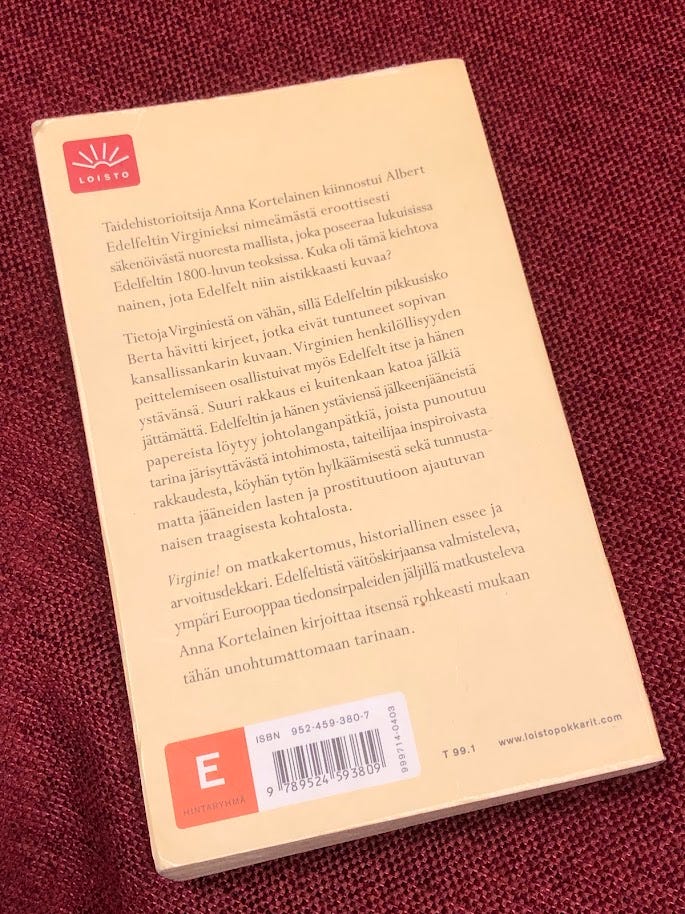 LOISTO
Taidehistorioitsija Anna Kortelainen kiinnostui Albert
Edelfeltin Virginieksi nimeämästä eroottisesti
säkenöivästä nuoresta mallista, joka poseeraa lukuisissa
Edelfeltin 1800-luvun teoksissa. Kuka oli tämä kiehtova
nainen, jota Edelfelt niin aistikkaasti kuvaa?
Tietoja Virginiestä on vähän, sillä Edelfeltin pikkusisko
Berta hävitti kirjeet, jotka eivät tuntuneet sopivan
kansallissankarin kuvaan. Virginien henkilöllisyyden
peittelemiseen osallistuivat myös Edelfelt itse ja hänen
ystävänsä. Suuri rakkaus ei kuitenkaan katoa jälkiä
jättämättä. Edelfeltin ja hänen ystäviensä jälkeenjääneistä
papereista löytyy johtolanganpätkiä, joista punoutuu
tarina järisyttävästä intohimosta, taiteilijaa inspiroivasta
rakkaudesta, köyhän tytön hylkäämisestä sekä tunnusta-
matta jääneiden lasten ja prostituutioon ajautuvan
naisen traagisesta kohtalosta.
Virginie! on matkakertomus, historiallinen essee ja
arvoitusdekkari. Edelfeltistä väitöskirjaansa valmisteleva,
ympäri Eurooppaa tiedonsirpaleiden jäljillä matkusteleva
Anna Kortelainen kirjoittaa itsensä rohkeasti mukaan
tähän unohtumattomaan tarinaan.
E
HINTARYHMÄ
ISBN 952-459-380-7
9 789524 593809
999714-0403
T 99.1
www.loistopokkarit.com